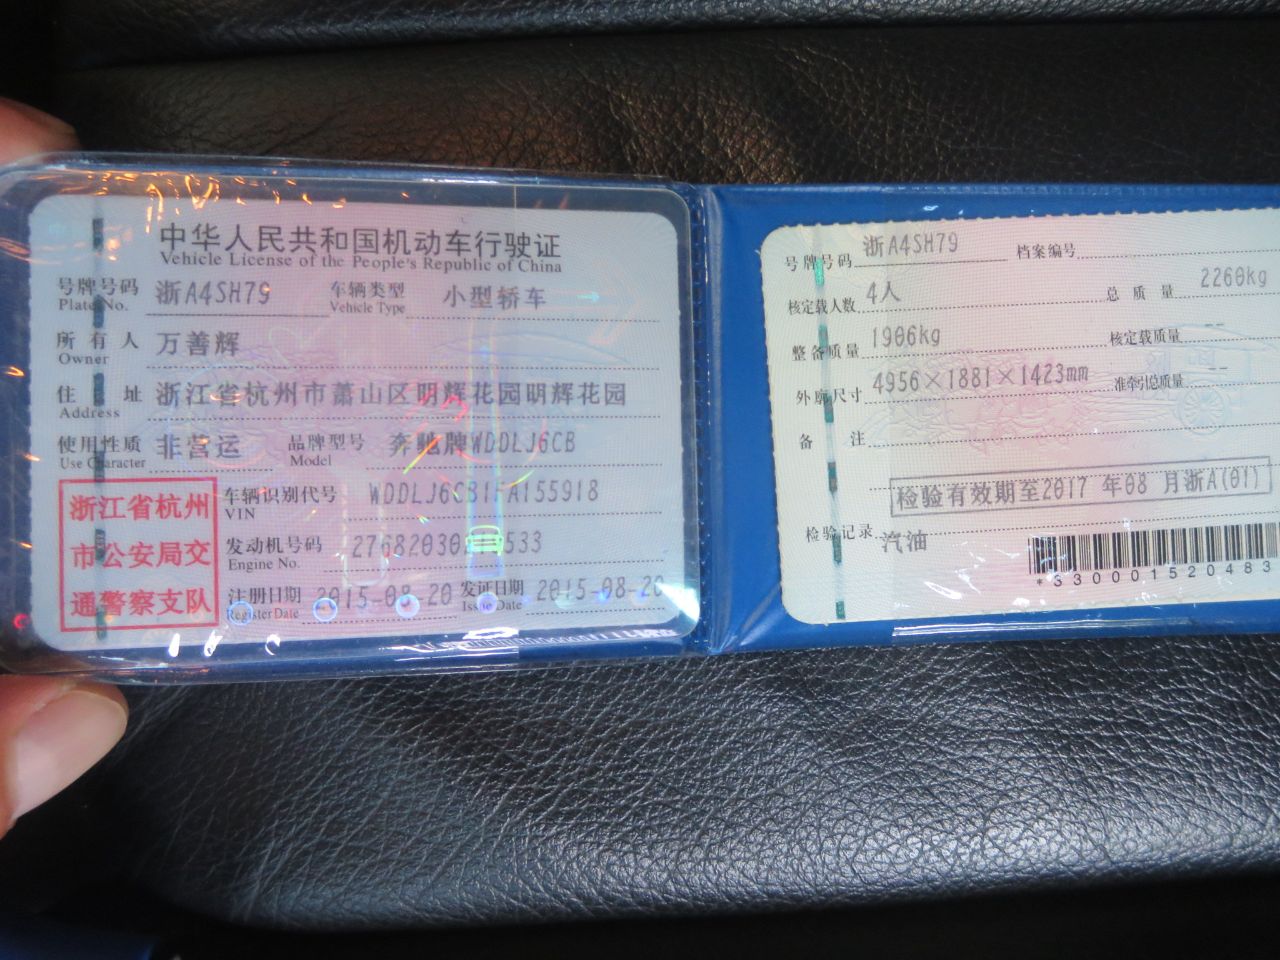 中华人民共和国机动车行驶证
Vehicle License of the People's Republic of China
号牌号码 浙A4SH79 车辆类型 小型轿车
Plate No. Vehicle Type
所有人 万善辉
Owner
住址 浙江省杭州市萧山区明辉花园明辉花园
Address
使用性质 非营运 品牌型号 奔驰牌WDDLJ6CB
Use Character Model
浙江省杭州
市公安局交
通警察支队
车辆识别代号 WDDLJ6CB1FA155918
VIN
发动机号码
Engine No.
注册日期 2015-08-20 发证日期 2015-08-20
Register Date Issue Date
号牌号码 浙A4SH79 档案编号
核定载人数 4人 总质量 2260kg
整备质量 1906kg 核定载质量 --
外廓尺寸 4956×1881×1423mm 准牵引总质量 --
备注
检验有效期至2017 年08 月浙A(01)
检验记录 汽油
*330001520483